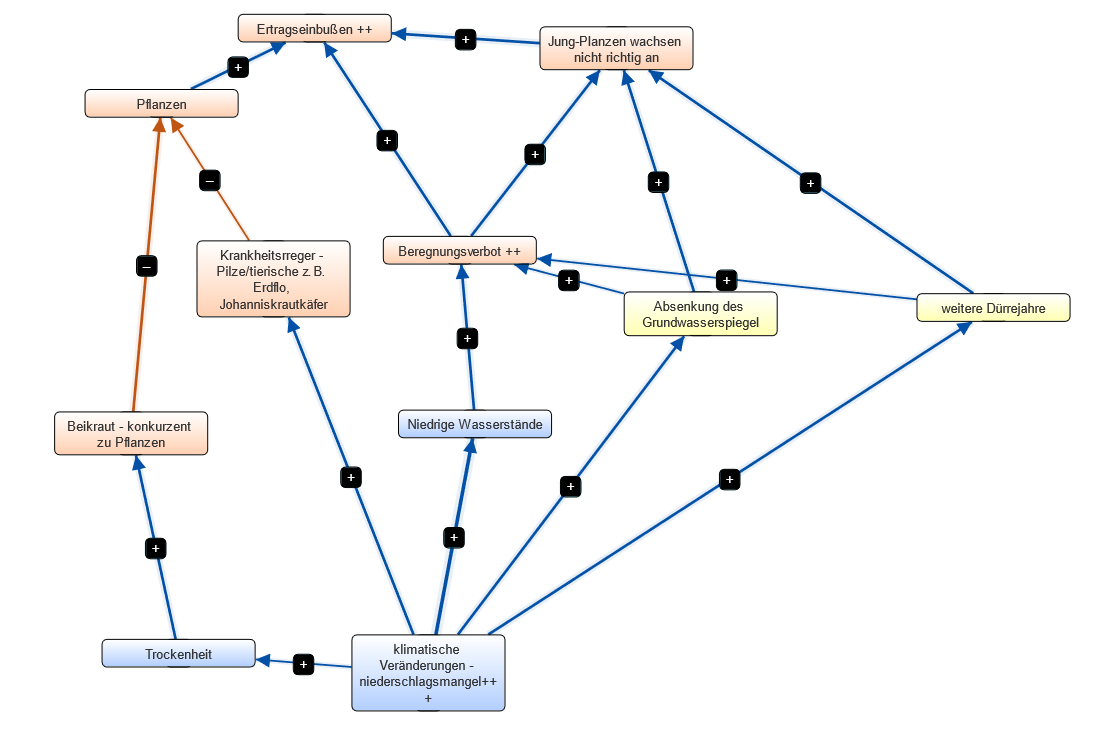 Ertragseinbußen ++
Jung-Planzen wachsen
nicht richtig an
+
+
Pflanzen
+
+
–
+
+
Beregnungsverbot ++
Krankheitsrreger -
Pilze/tierische z. B.
Erdflo,
Johanniskrautkäfer
–
+
+
Absenkung des
Grundwasserspiegel
weitere Dürrejahre
+
Beikraut - konkurzent
zu Pflanzen
Niedrige Wasserstände
+
+
+
+
+
Trockenheit
+
klimatische
Veränderungen -
niederschlagsmangel++
+